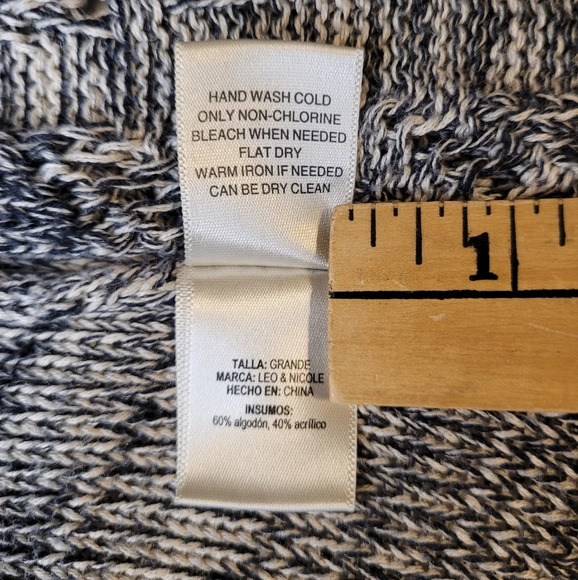 HAND WASH COLD
ONLY NON-CHLORINE
BLEACH WHEN NEEDED
FLAT DRY
WARM IRON IF NEEDED
CAN BE DRY CLEAN
1
TALLA: GRANDE
MARCA: LEO & NICOLE
HECHO EN: CHINA
INSUMOS:
60% algodón, 40% acrílico